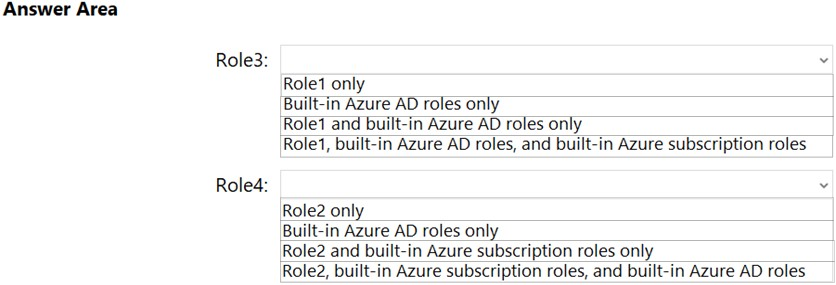 Answer Area
Role3:
Role1 only
Built-in Azure AD roles only
Role1 and built-in Azure AD roles only
Role1, built-in Azure AD roles, and built-in Azure subscription roles
Role4:
Role2 only
Built-in Azure AD roles only
Role2 and built-in Azure subscription roles only
Role2, built-in Azure subscription roles, and built-in Azure AD roles